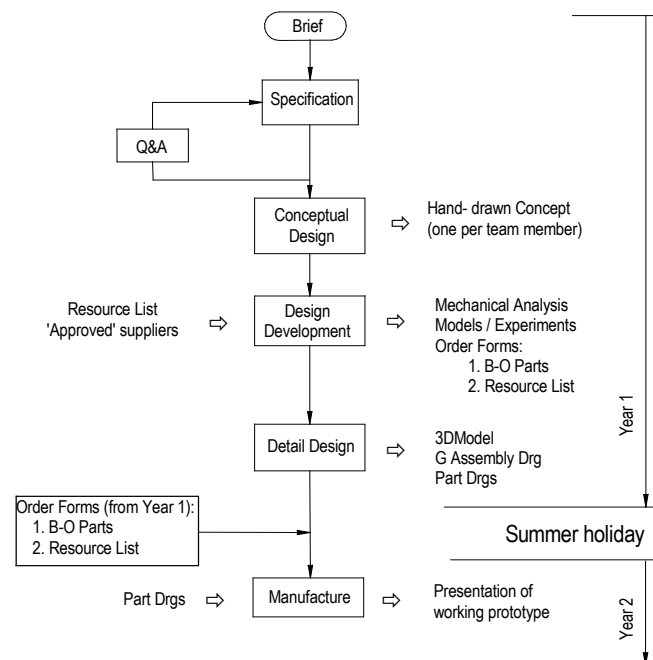 Brief
Specification
Q&A
Conceptual
Design
Hand- drawn Concept
(one per team member)
Resource List
'Approved' suppliers
Design
Development
Mechanical Analysis
Models / Experiments
Order Forms:
1. B-O Parts
2. Resource List
Year 1
Detail Design
3DModel
G Assembly Drg
Part Drgs
Order Forms (from Year 1):
1. B-O Parts
2. Resource List
Summer holiday
Part Drgs
Manufacture
Presentation of
working prototype
Year 2